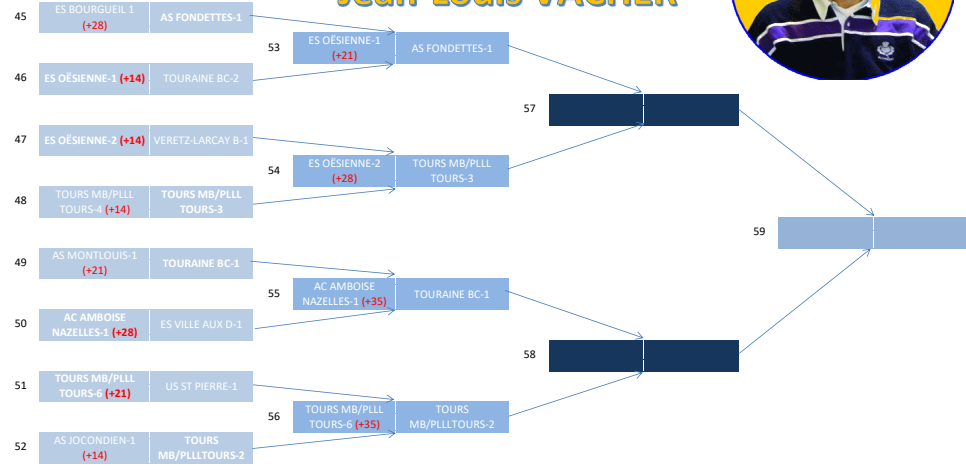 Jean Louis VACHER
45
ES BOURGUEIL 1
(+28)
AS FONDETTES-1
46
ES OËSIENNE-1 (+14)
TOURAINE BC-2
47
ES OËSIENNE-2 (+14)
VERETZ-LARCAY B-1
48
TOURS MB/PLLL
TOURS-4 (+14)
TOURS MB/PLLL
TOURS-3
49
AS MONTLOUIS-1
(+21)
TOURAINE BC-1
50
AC AMBOISE
NAZELLES-1 (+28)
ES VILLE AUX D-1
51
TOURS MB/PLLL
TOURS-6 (+21)
US ST PIERRE-1
52
AS JOCONDIEN-1
(+14)
TOURS
MB/PLLLTOURS-2
53
ES OËSIENNE-1
(+21)
AS FONDETTES-1
54
ES OËSIENNE-2
(+28)
TOURS MB/PLLL
TOURS-3
55
AC AMBOISE
NAZELLES-1 (+35)
TOURAINE BC-1
56
TOURS MB/PLLL
TOURS-6 (+35)
TOURS
MB/PLLLTOURS-2
57
58
59